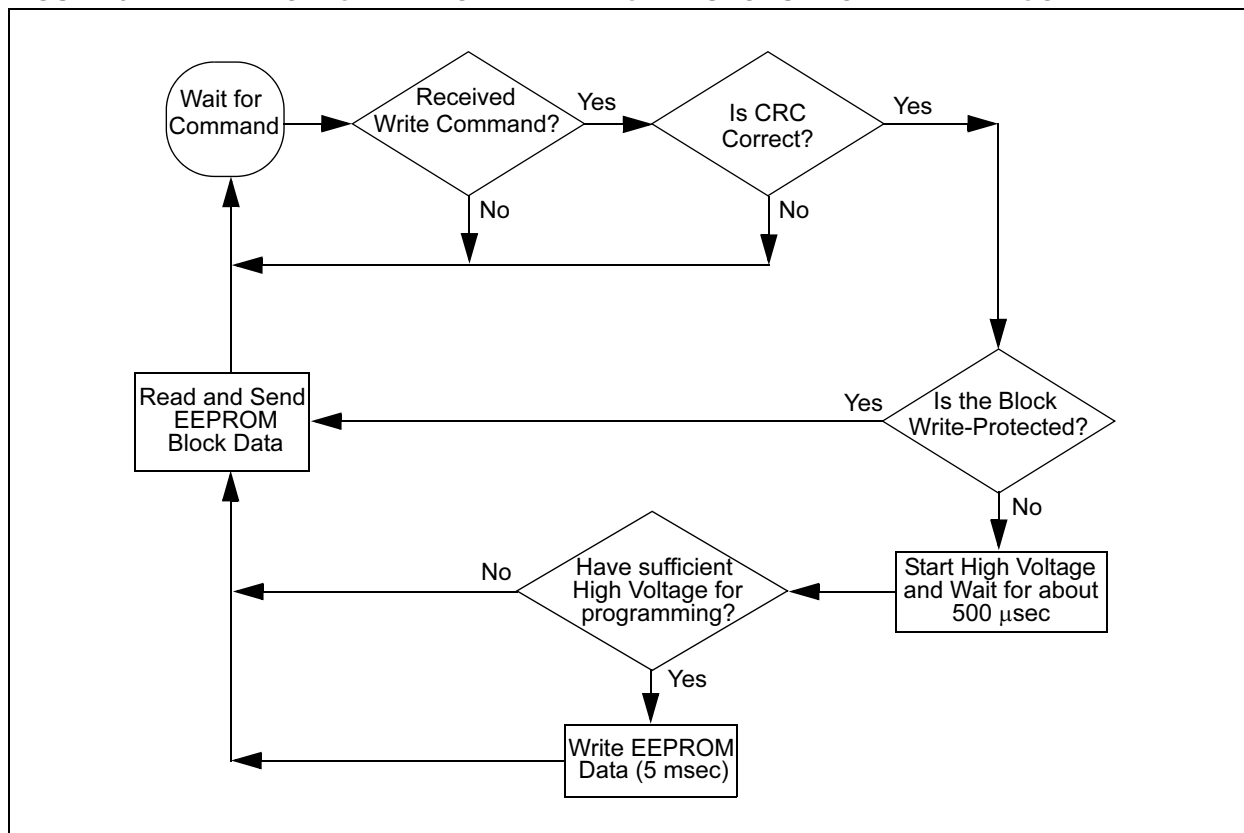 Wait for
Command
Received
Write Command?
Yes
Is CRC
Correct?
Yes
No
No
Read and Send
EEPROM
Block Data
Yes
Is the Block
Write-Protected?
No
No
Have sufficient
High Voltage for
programming?
Start High Voltage
and Wait for about
500 μsec
Yes
Write EEPROM
Data (5 msec)